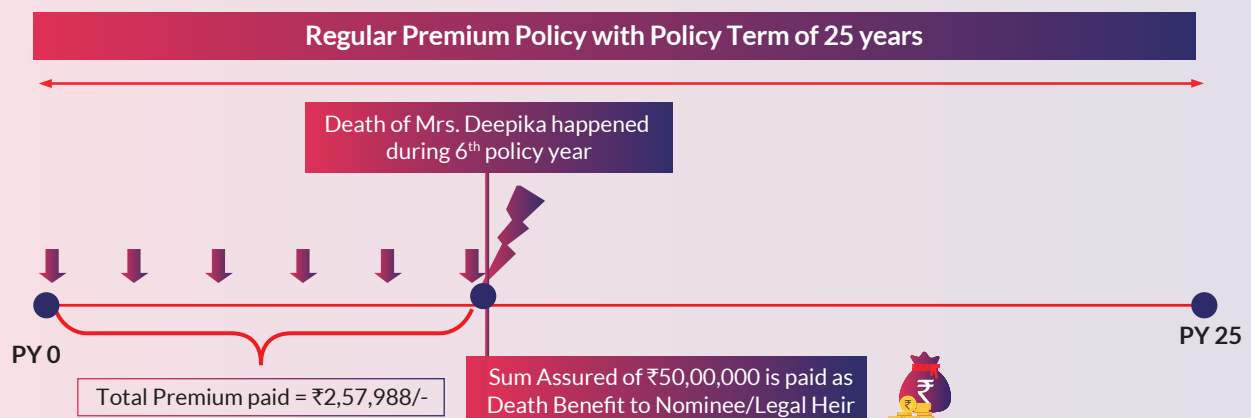 Regular Premium Policy with Policy Term of 25 years
Death of Mrs. Deepika happened
during 6th policy year
PY 0
PY 25
Total Premium paid = ₹2,57,988/-
Sum Assured of ₹50,00,000 is paid as
Death Benefit to Nominee/Legal Heir
₹
₹